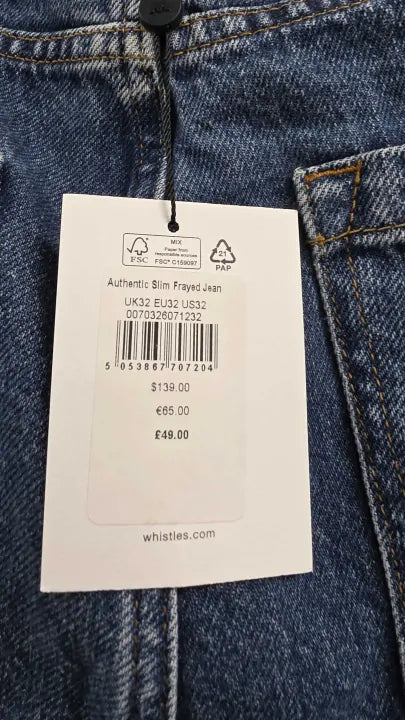 FSC
MIX
Paper from
responsible sources
FSC® C159097
21
PAP
Authentic Slim Frayed Jean
UK32 EU32 US32
0070326071232
5 053867 707204
$139.00
€65.00
£49.00
whistles.com